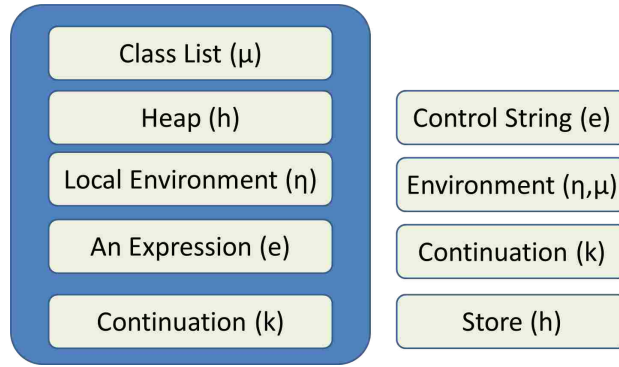 Class List (μ)
Heap (h)
Local Environment (η)
An Expression (e)
Continuation (k)
Control String (e)
Environment (η,μ)
Continuation (k)
Store (h)